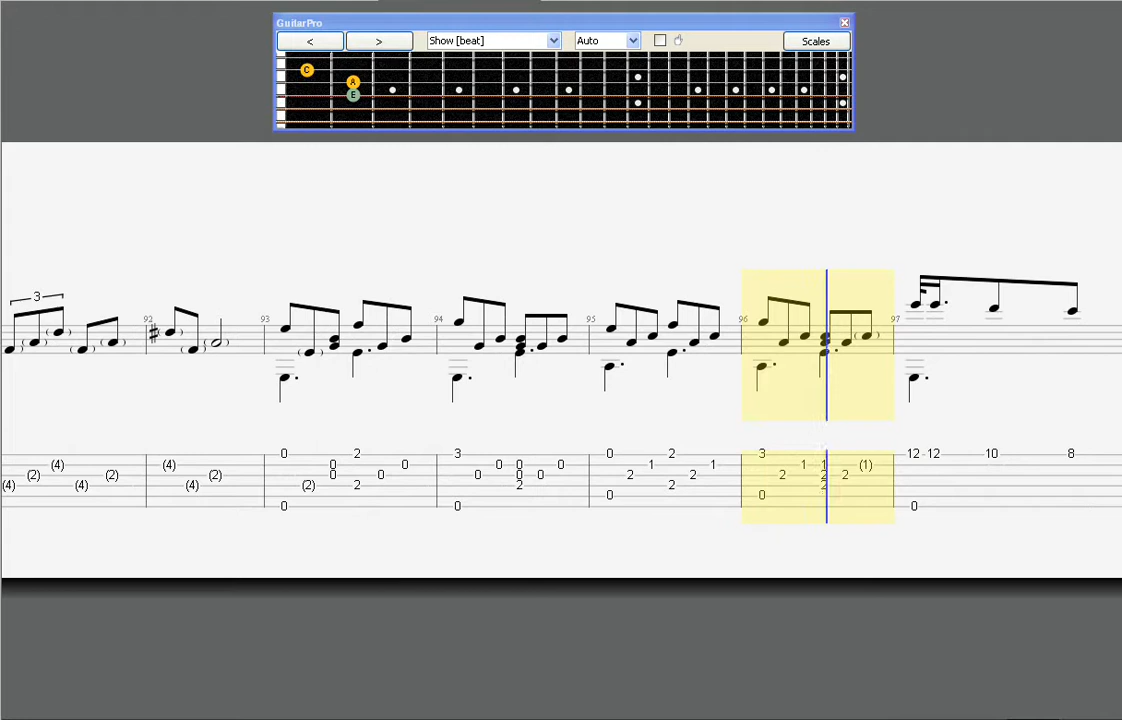 GuitarPro
< > Show [beat] Auto Scales
C
A
E
3
92 93 94 95 96 97
0 2 3 0 2 3 12 12 10 8
(4) (4) 0 0 0 0 0 1 1 1 1 (1)
(2) (2) (2) 0 0 0 0 0 2 2 2 2 2
(4) (4) (4) (2) 2 2 2 2
0 0
0 0 0